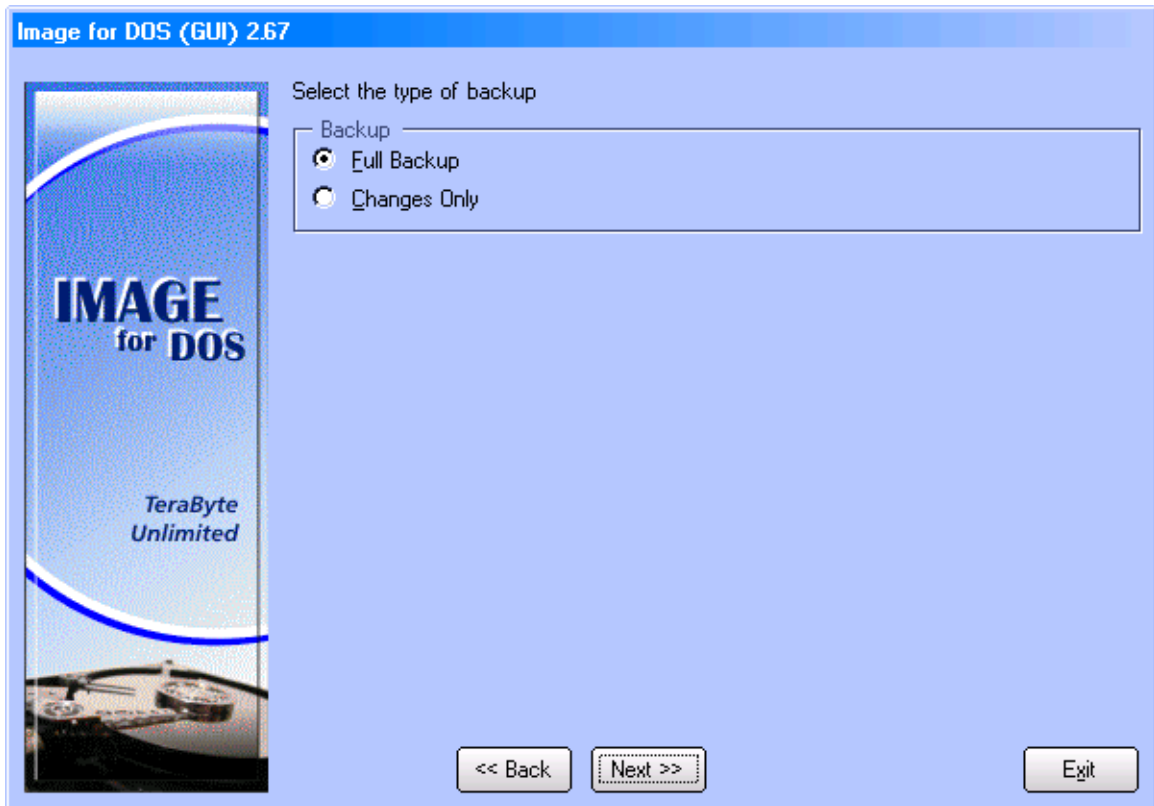 Image for DOS (GUI) 2.67
Select the type of backup
Backup
Full Backup
Changes Only
IMAGE
for DOS
TeraByte
Unlimited
<< Back
Next >>
Exit